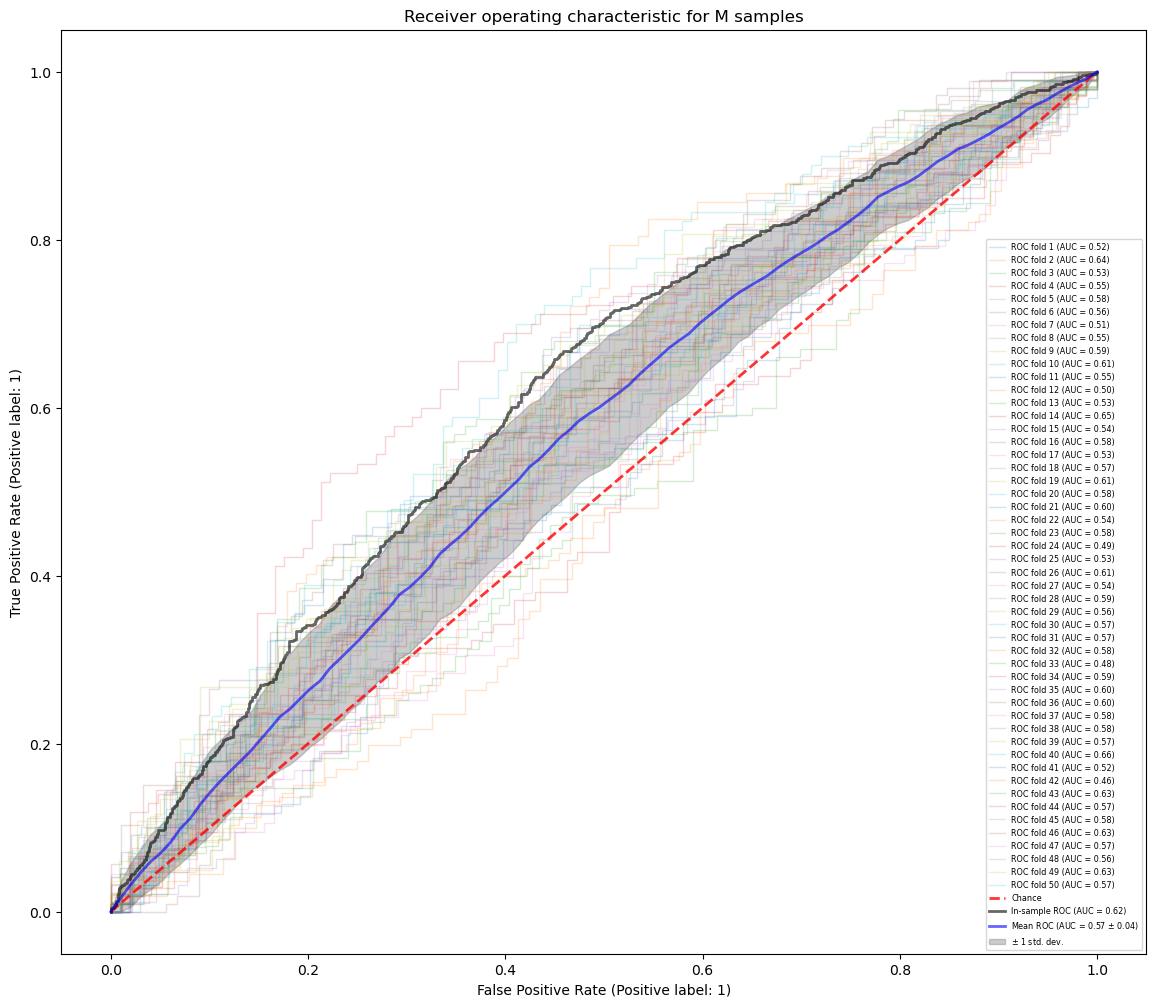 Receiver operating characteristic for M samples
True Positive Rate (Positive label: 1)
1.0
0.8
0.6
0.4
0.2
0.0
0.0
0.2
0.4
0.6
0.8
1.0
False Positive Rate (Positive label: 1)
ROC fold 1 (AUC = 0.52)
ROC fold 2 (AUC = 0.64)
ROC fold 3 (AUC = 0.53)
ROC fold 4 (AUC = 0.55)
ROC fold 5 (AUC = 0.58)
ROC fold 6 (AUC = 0.56)
ROC fold 7 (AUC = 0.51)
ROC fold 8 (AUC = 0.55)
ROC fold 9 (AUC = 0.59)
ROC fold 10 (AUC = 0.61)
ROC fold 11 (AUC = 0.55)
ROC fold 12 (AUC = 0.50)
ROC fold 13 (AUC = 0.53)
ROC fold 14 (AUC = 0.65)
ROC fold 15 (AUC = 0.54)
ROC fold 16 (AUC = 0.58)
ROC fold 17 (AUC = 0.53)
ROC fold 18 (AUC = 0.57)
ROC fold 19 (AUC = 0.61)
ROC fold 20 (AUC = 0.58)
ROC fold 21 (AUC = 0.60)
ROC fold 22 (AUC = 0.54)
ROC fold 23 (AUC = 0.58)
ROC fold 24 (AUC = 0.49)
ROC fold 25 (AUC = 0.53)
ROC fold 26 (AUC = 0.61)
ROC fold 27 (AUC = 0.54)
ROC fold 28 (AUC = 0.59)
ROC fold 29 (AUC = 0.56)
ROC fold 30 (AUC = 0.57)
ROC fold 31 (AUC = 0.57)
ROC fold 32 (AUC = 0.58)
ROC fold 33 (AUC = 0.48)
ROC fold 34 (AUC = 0.59)
ROC fold 35 (AUC = 0.60)
ROC fold 36 (AUC = 0.60)
ROC fold 37 (AUC = 0.58)
ROC fold 38 (AUC = 0.58)
ROC fold 39 (AUC = 0.57)
ROC fold 40 (AUC = 0.66)
ROC fold 41 (AUC = 0.52)
ROC fold 42 (AUC = 0.46)
ROC fold 43 (AUC = 0.63)
ROC fold 44 (AUC = 0.57)
ROC fold 45 (AUC = 0.58)
ROC fold 46 (AUC = 0.63)
ROC fold 47 (AUC = 0.57)
ROC fold 48 (AUC = 0.56)
ROC fold 49 (AUC = 0.63)
ROC fold 50 (AUC = 0.57)
Chance
In-sample ROC (AUC = 0.62)
Mean ROC (AUC = 0.57 ± 0.04)
± 1 std. dev.